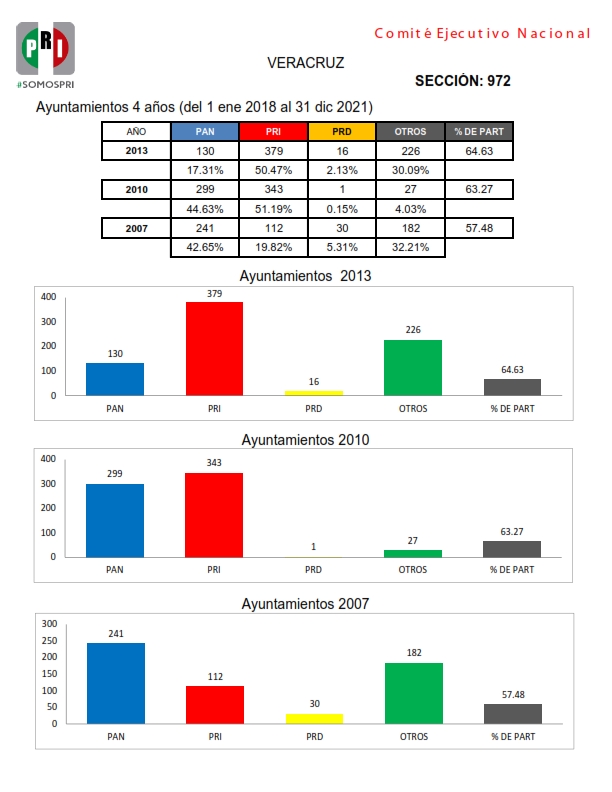 Comité Ejecutivo Nacional
PRI
#SOMOSPRI
VERACRUZ
SECCIÓN: 972
Ayuntamientos 4 años (del 1 ene 2018 al 31 dic 2021)
AÑO PAN PRI PRD OTROS % DE PART
2013 130 379 16 226 64.63
17.31% 50.47% 2.13% 30.09%
2010 299 343 1 27 63.27
44.63% 51.19% 0.15% 4.03%
2007 241 112 30 182 57.48
42.65% 19.82% 5.31% 32.21%
Ayuntamientos 2013
400
300
200
100
0
130 379 16 226 64.63
PAN PRI PRD OTROS % DE PART
Ayuntamientos 2010
400
300
200
100
0
299 343 1 27 63.27
PAN PRI PRD OTROS % DE PART
Ayuntamientos 2007
300
250
200
150
100
50
0
241 112 30 182 57.48
PAN PRI PRD OTROS % DE PART